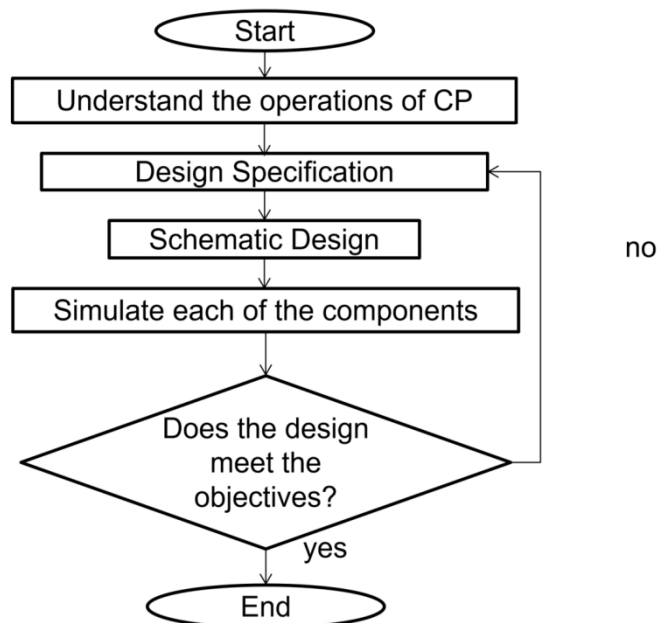 Start
Understand the operations of CP
Design Specification
Schematic Design
no
Simulate each of the components
Does the design
meet the
objectives?
yes
End